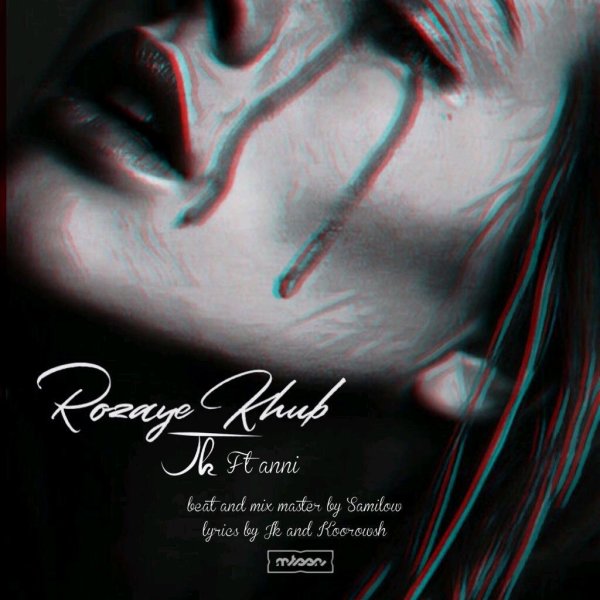 Rozaye Khub
Jk Ft anni
beat and mix master by Samilow
lyrics by Jk and Koorowsh